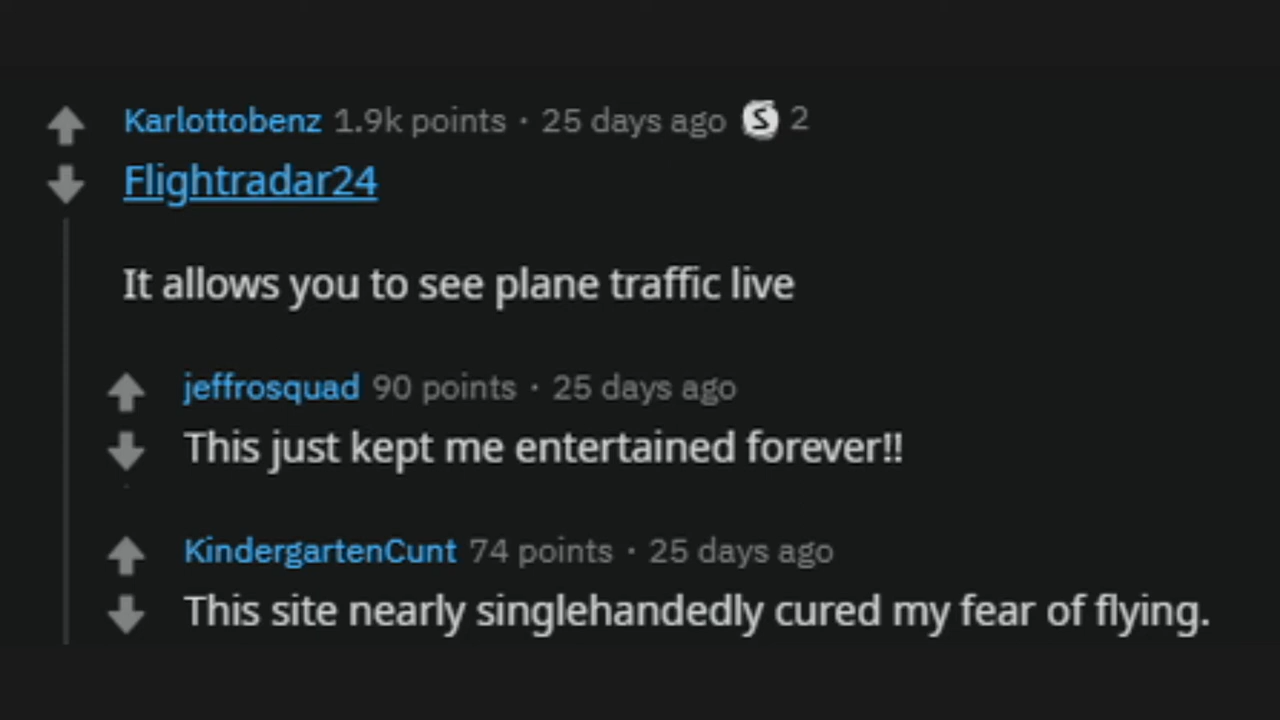 Karlottobenz 1.9k points · 25 days ago S 2
Flightradar24
It allows you to see plane traffic live
jeffrosquad 90 points · 25 days ago
This just kept me entertained forever!!
KindergartenCunt 74 points · 25 days ago
This site nearly singlehandedly cured my fear of flying.